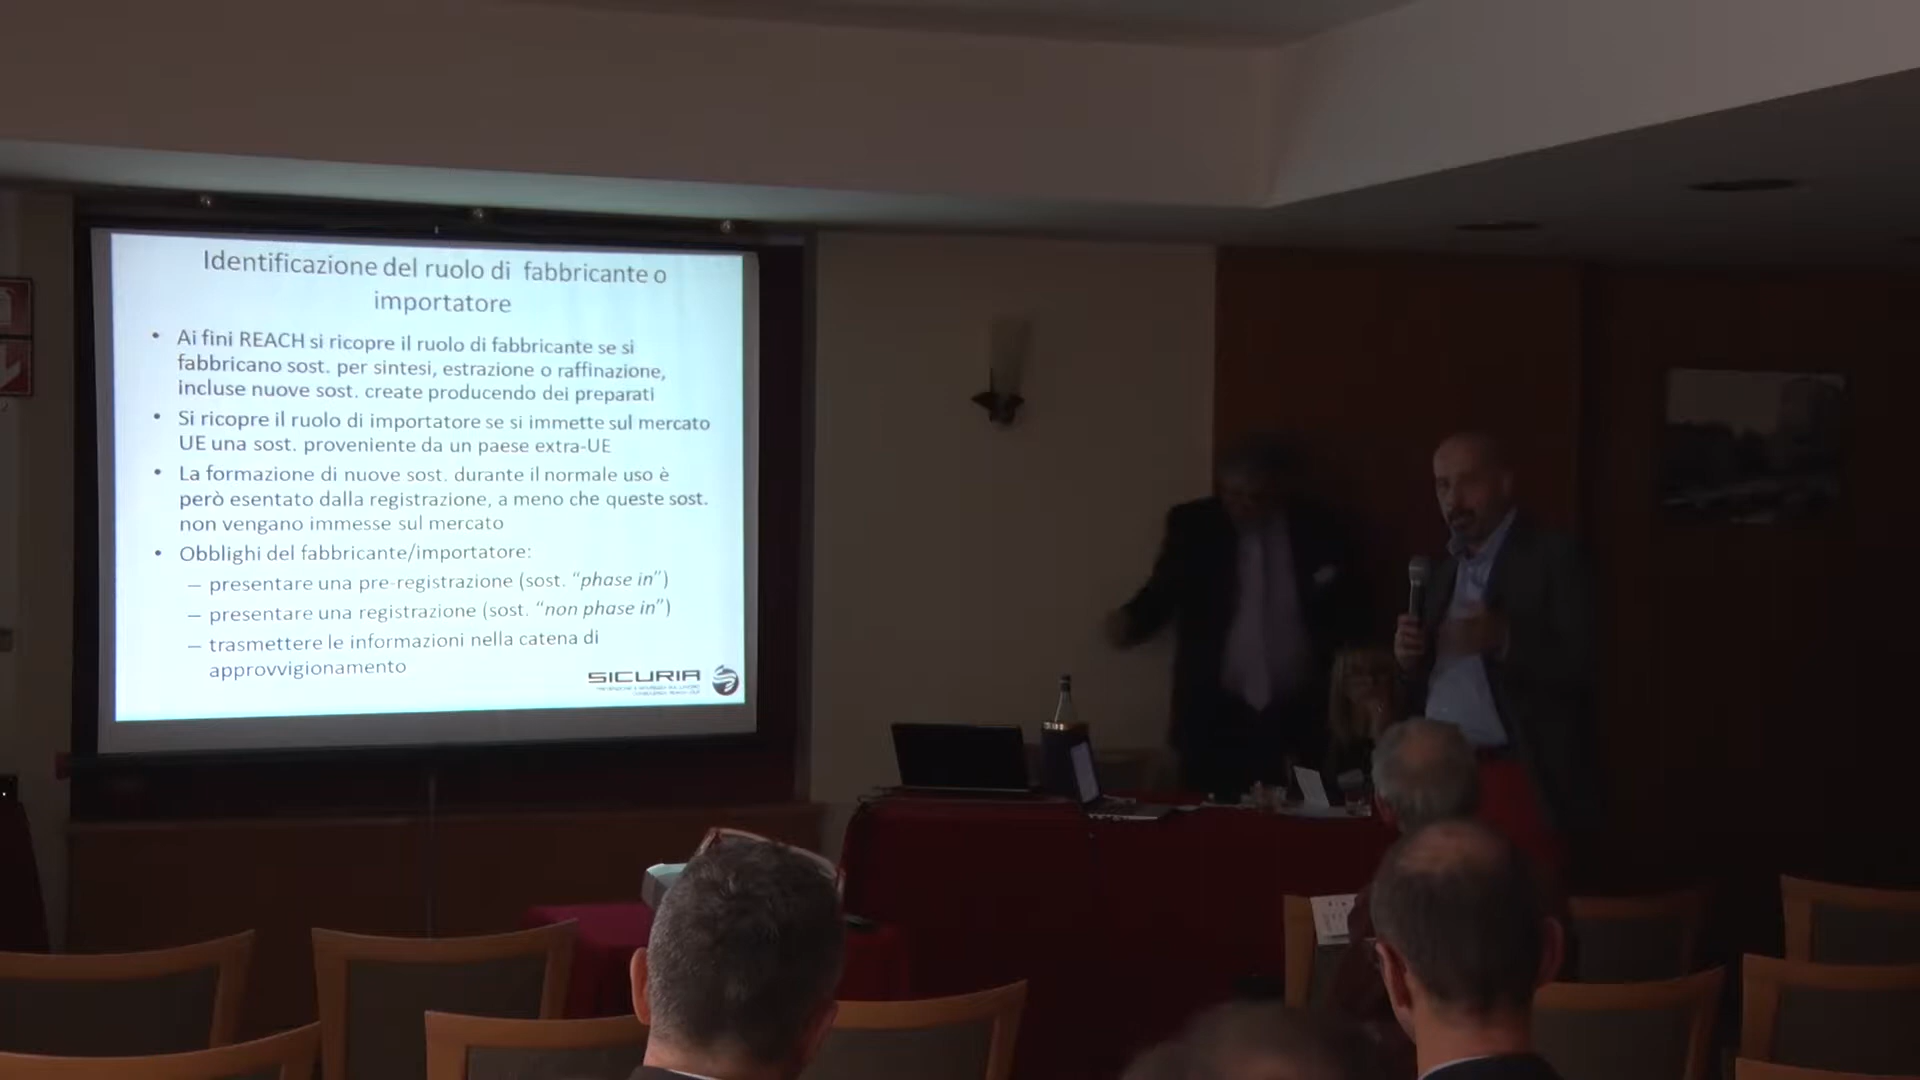 Identificazione del ruolo di fabbricante o
importatore
• Ai fini REACH si ricopre il ruolo di fabbricante se si
fabbricano sost. per sintesi, estrazione o raffinazione,
incluse nuove sost. create producendo dei preparati
• Si ricopre il ruolo di importatore se si immette sul mercato
UE una sost. proveniente da un paese extra-UE
• La formazione di nuove sost. durante il normale uso è
però esentato dalla registrazione, a meno che queste sost.
non vengano immesse sul mercato
• Obblighi del fabbricante/importatore:
– presentare una pre-registrazione (sost. “phase in”)
– presentare una registrazione (sost. “non phase in”)
– trasmettere le informazioni nella catena di
approvvigionamento
SICURIA